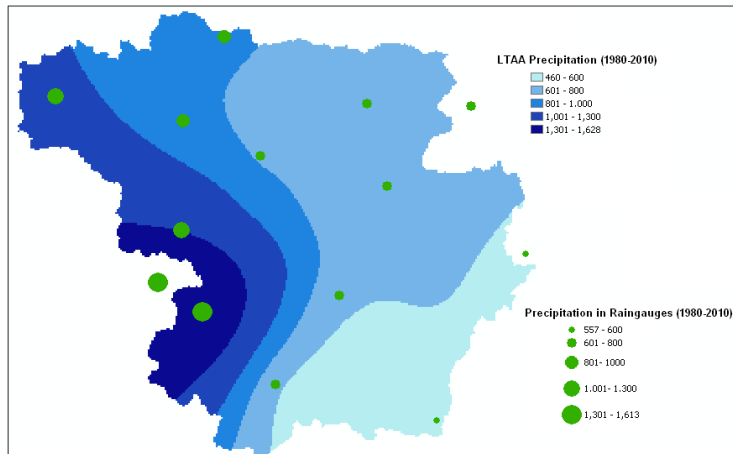 LTAA Precipitation (1980-2010)
460 - 600
601 - 800
801 - 1.000
1,001 - 1,300
1,301 - 1,628
Precipitation in Raingauges (1980-2010)
557 - 600
601 - 800
801- 1000
1.001- 1.300
1,301 - 1,613